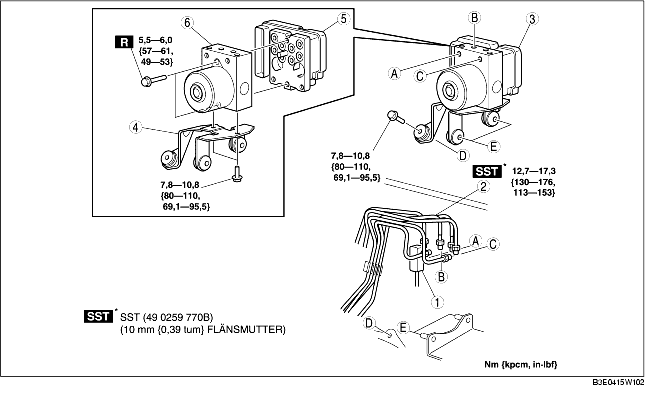 B
6
5
3
R 5,5—6,0
{57—61,
49—53}
A
C
4
E
D
7,8—10,8
{80—110,
69,1—95,5}
7,8—10,8
{80—110,
69,1—95,5}
SST* 12,7—17,3
{130—176,
113—153}
2
A
C
B
1
SST* SST (49 0259 770B)
(10 mm {0,39 tum} FLÄNSMUTTER)
D
E
Nm {kpcm, in-lbf}
B3E0415W102